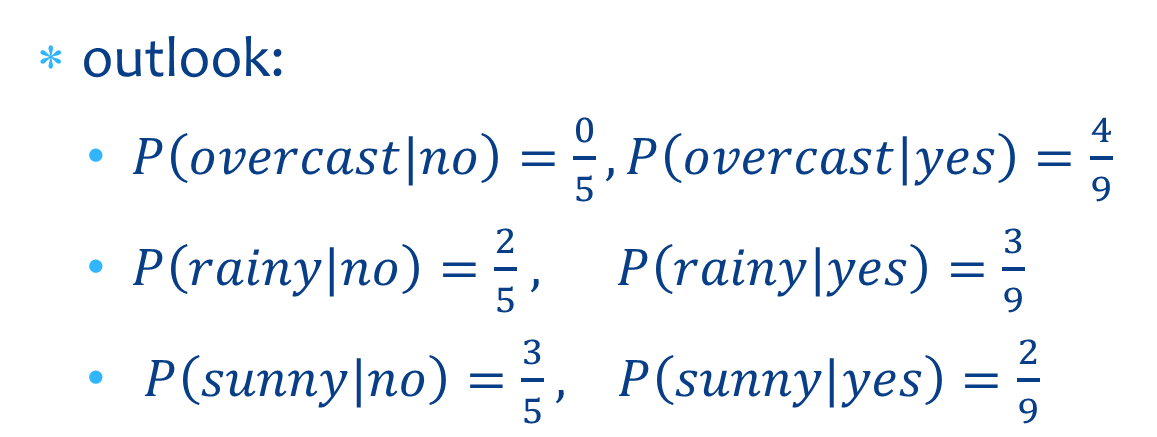 * outlook:
• P(overcast|no) = 0/5, P(overcast|yes) = 4/9
• P(rainy|no) = 2/5, P(rainy|yes) = 3/9
• P(sunny|no) = 3/5, P(sunny|yes) = 2/9